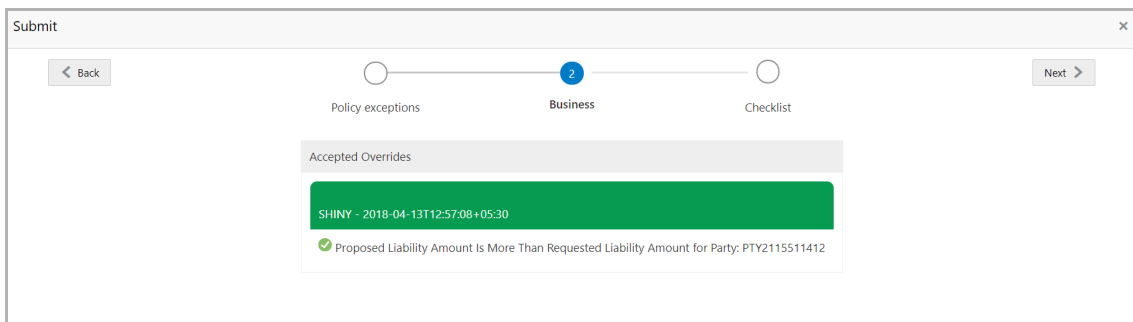 Submit
×
Back
Next
2
Policy exceptions
Business
Checklist
Accepted Overrides
SHINY - 2018-04-13T12:57:08+05:30
Proposed Liability Amount Is More Than Requested Liability Amount for Party: PTY2115511412